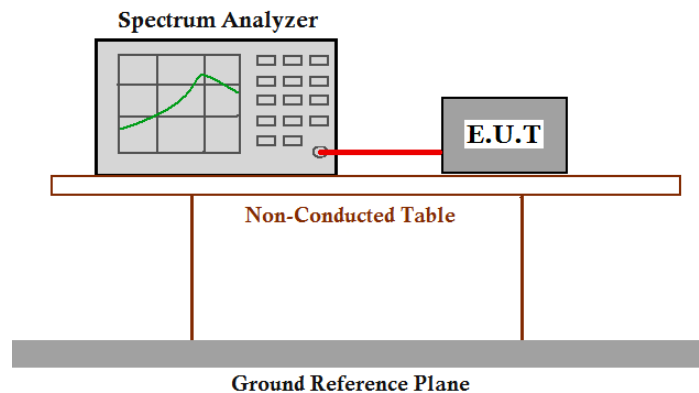 Spectrum Analyzer
E.U.T
Non-Conducted Table
Ground Reference Plane